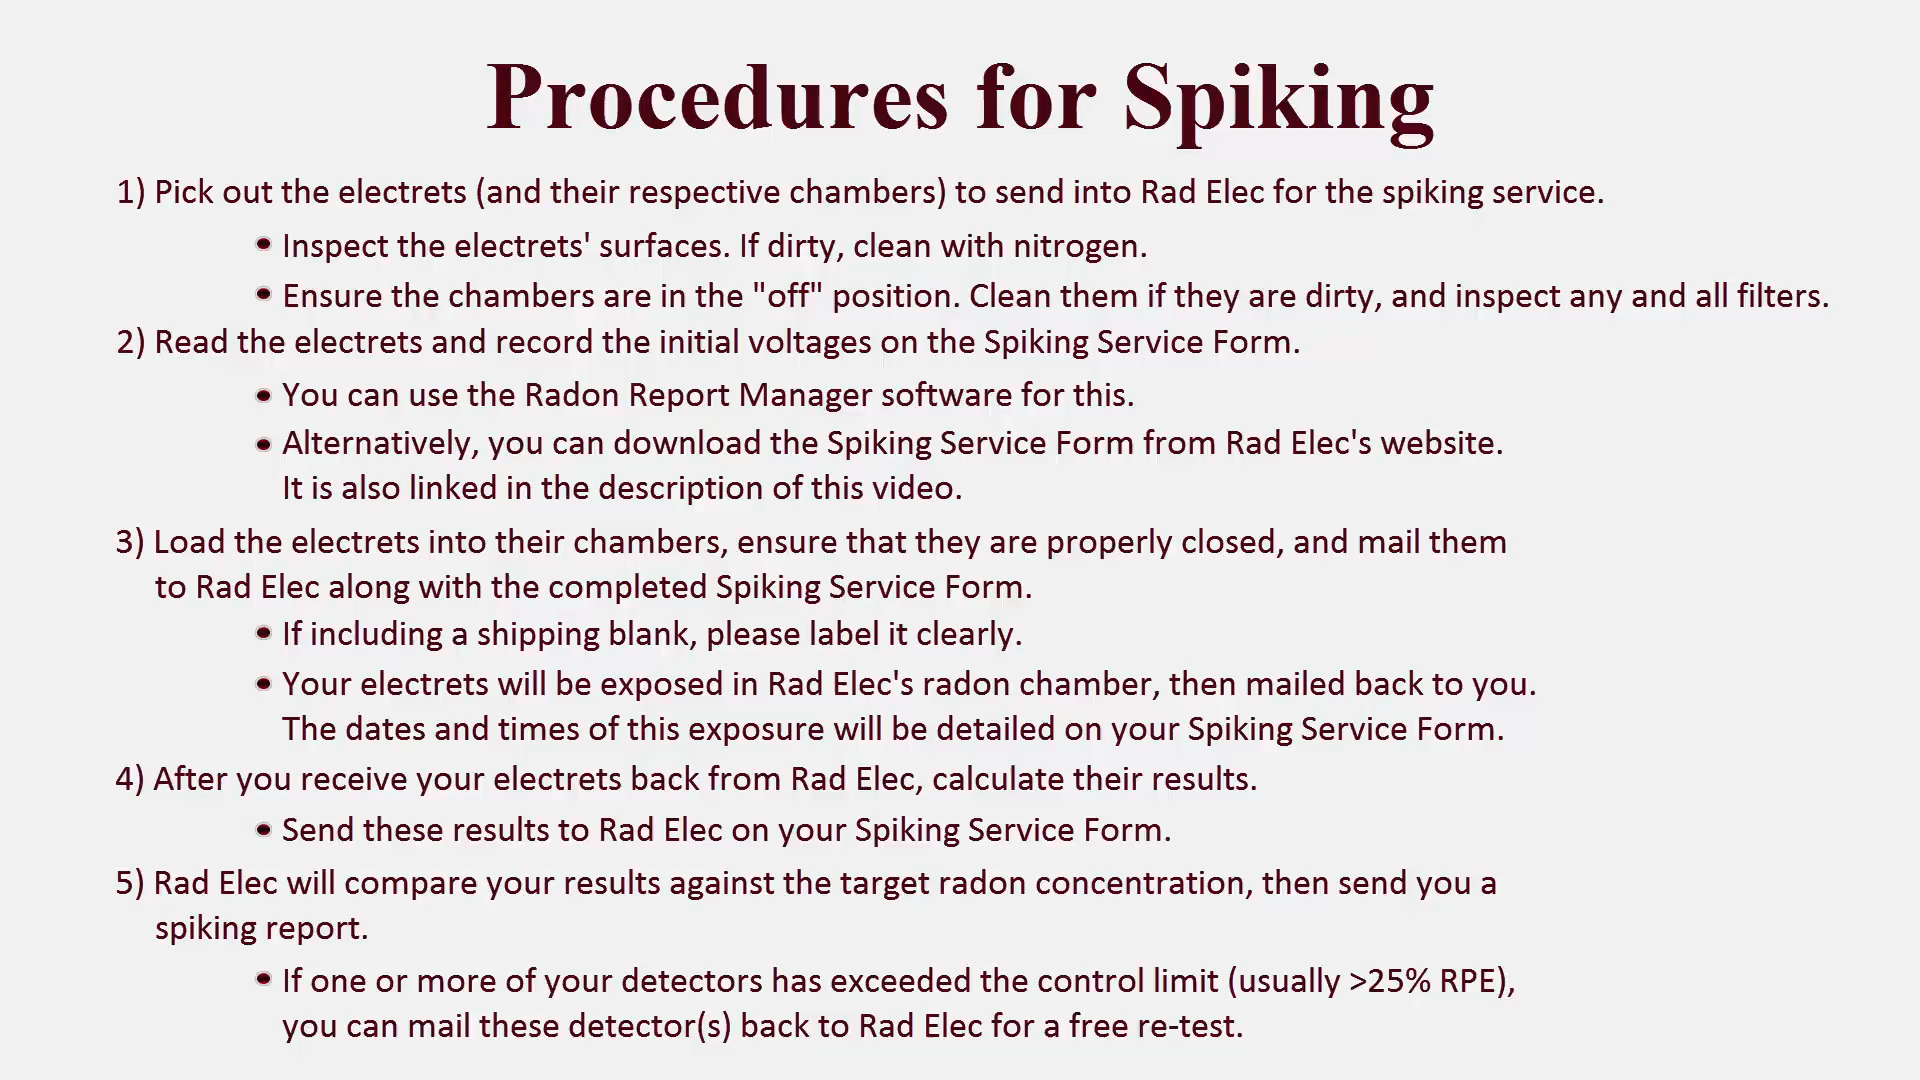 Procedures for Spiking
1) Pick out the electrets (and their respective chambers) to send into Rad Elec for the spiking service.
• Inspect the electrets' surfaces. If dirty, clean with nitrogen.
• Ensure the chambers are in the "off" position. Clean them if they are dirty, and inspect any and all filters.
2) Read the electrets and record the initial voltages on the Spiking Service Form.
• You can use the Radon Report Manager software for this.
• Alternatively, you can download the Spiking Service Form from Rad Elec's website.
It is also linked in the description of this video.
3) Load the electrets into their chambers, ensure that they are properly closed, and mail them
to Rad Elec along with the completed Spiking Service Form.
• If including a shipping blank, please label it clearly.
• Your electrets will be exposed in Rad Elec's radon chamber, then mailed back to you.
The dates and times of this exposure will be detailed on your Spiking Service Form.
4) After you receive your electrets back from Rad Elec, calculate their results.
• Send these results to Rad Elec on your Spiking Service Form.
5) Rad Elec will compare your results against the target radon concentration, then send you a
spiking report.
• If one or more of your detectors has exceeded the control limit (usually >25% RPE),
you can mail these detector(s) back to Rad Elec for a free re-test.